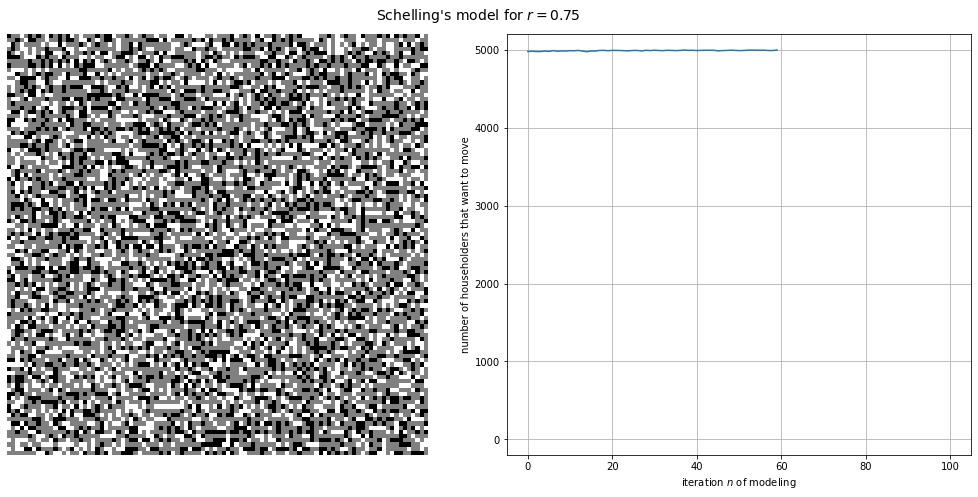 Schelling's model for r = 0.75
5000
4000
3000
2000
1000
0
number of householders that want to move
0 20 40 60 80 100
iteration n of modeling